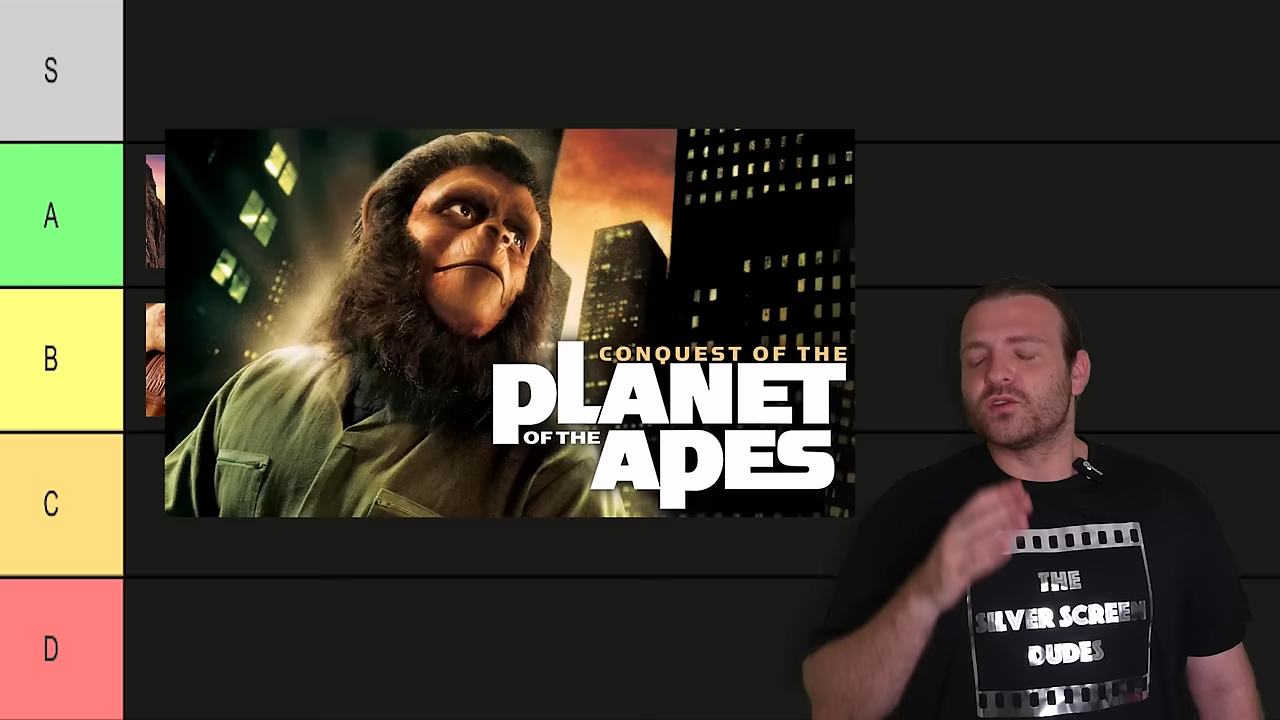 S
A
B
C
D
CONQUEST OF THE
PLANET
OF THE
APES
THE
SILVER SCREEN
DUDES